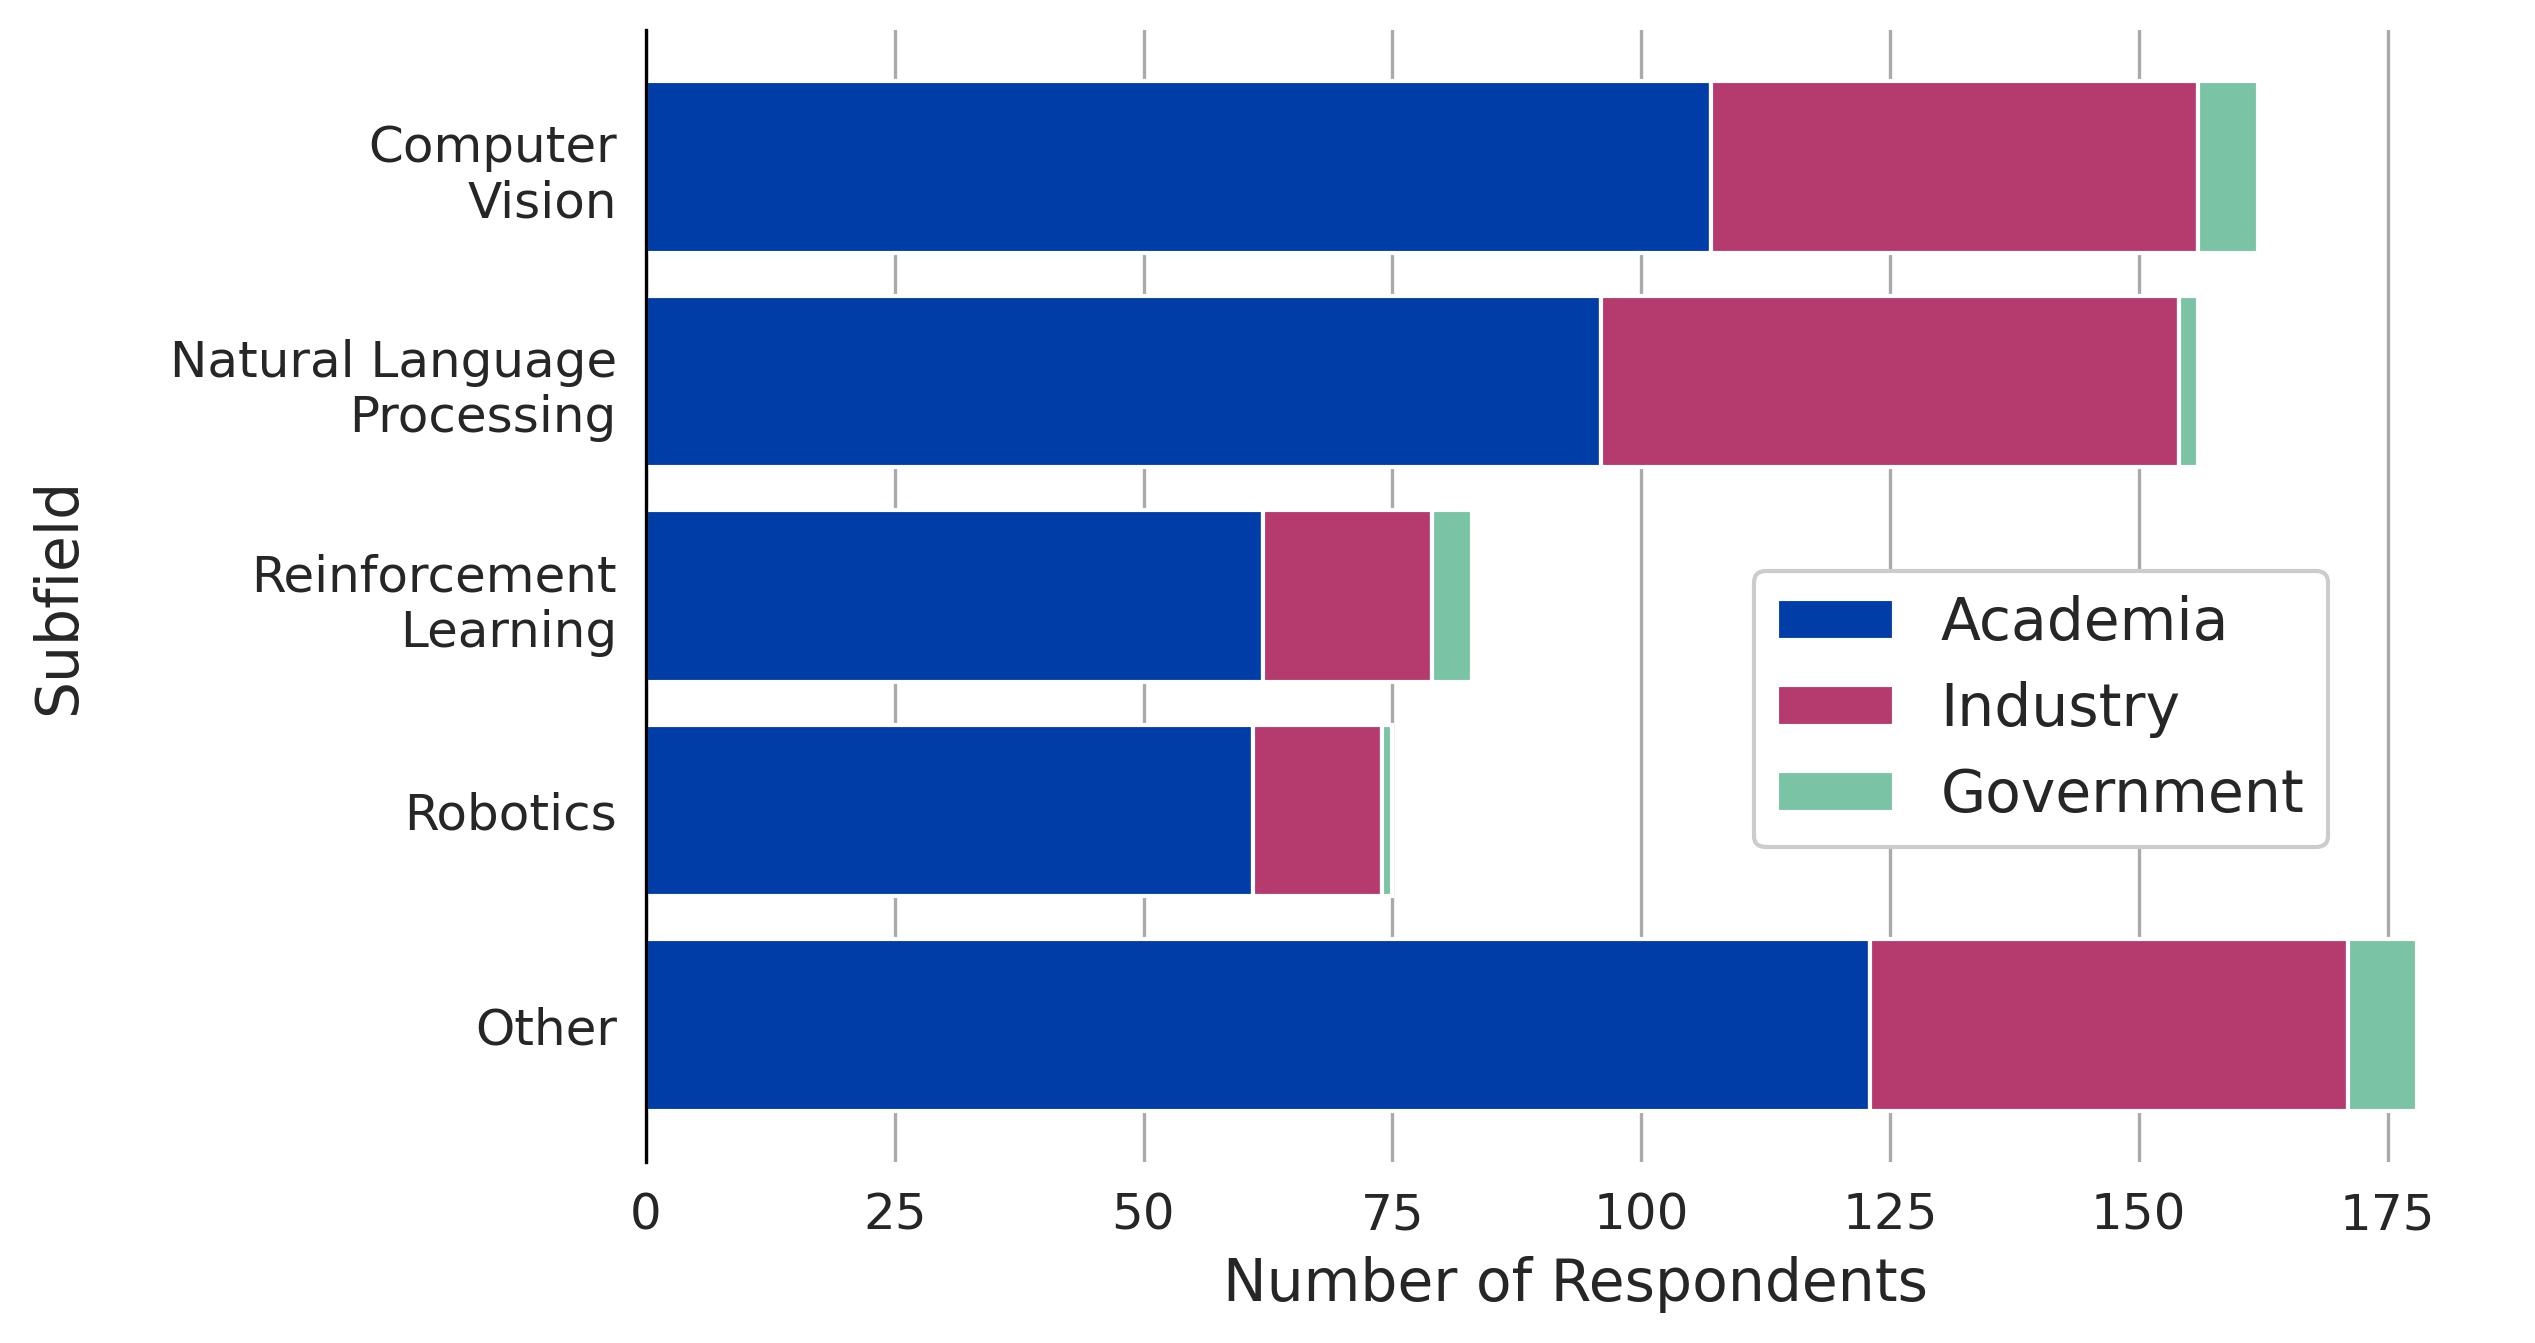 Computer
Vision
Natural Language
Processing
Reinforcement
Learning
Robotics
Other
Subfield
Academia
Industry
Government
0 25 50 75 100 125 150 175
Number of Respondents